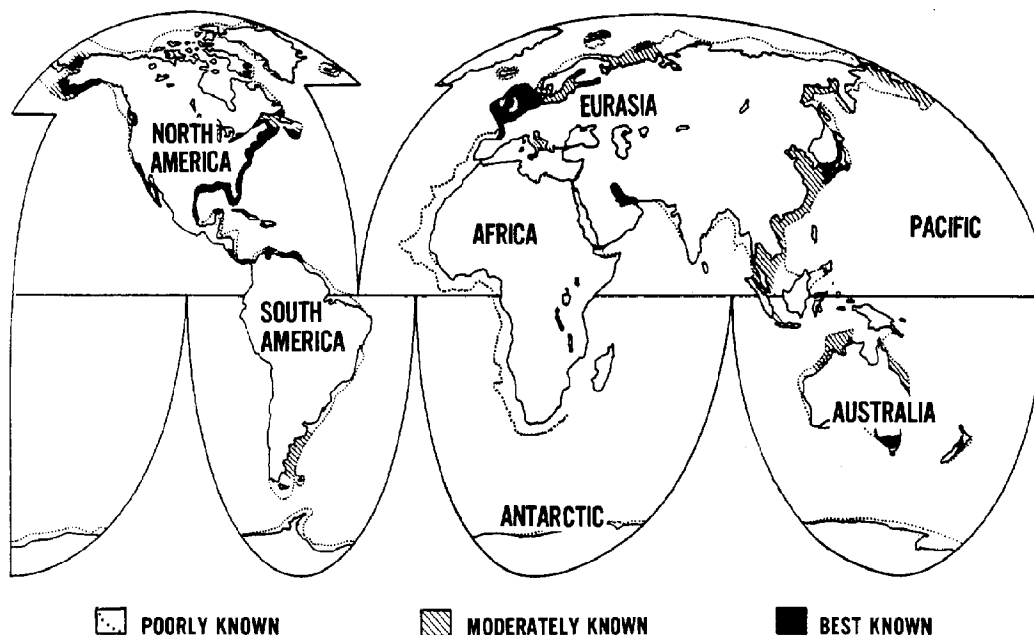 NORTH
AMERICA
EURASIA
AFRICA
PACIFIC
SOUTH
AMERICA
AUSTRALIA
ANTARCTIC
POORLY KNOWN
MODERATELY KNOWN
BEST KNOWN